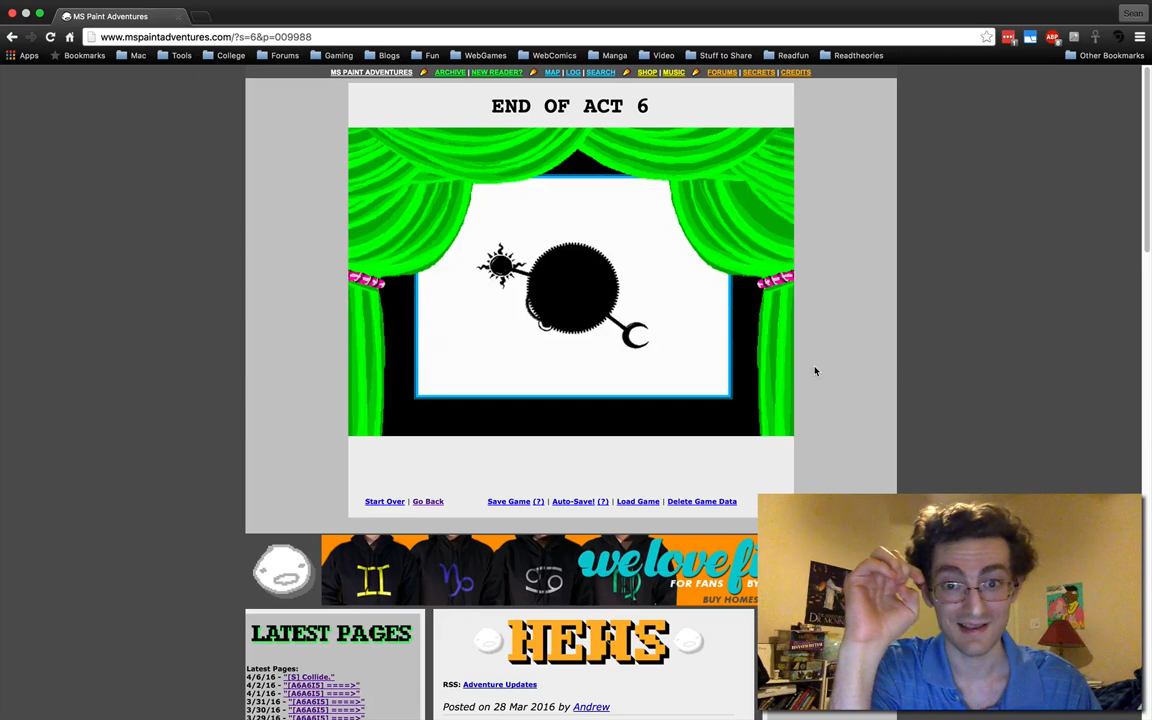 MS Paint Adventures
Sean
www.mspaintadventures.com/?s=6&p=009988
Apps Bookmarks Mac Tools College Forums Gaming Blogs Fun WebGames WebComics Manga Video Stuff to Share Readfun Readtheories Other Bookmarks
MS PAINT ADVENTURES ARCHIVE | NEW READER? MAP | LOG | SEARCH SHOP | MUSIC FORUMS | SECRETS | CREDITS
END OF ACT 6
Start Over | Go Back Save Game (?) | Auto-Save! (?) | Load Game | Delete Game Data
FOR FANS BY
BUY HOMES
LATEST PAGES
NEWS
Latest Pages:
4/6/16 - "[S] Collide."
4/2/16 - "[A6A6I5] ====>"
4/1/16 - "[A6A6I5] ====>"
3/31/16 - "[A6A6I5] ====>"
3/30/16 - "[A6A6I5] ====>"
3/29/16 - "[A6A6I5] ====>"
RSS: Adventure Updates
Posted on 28 Mar 2016 by Andrew